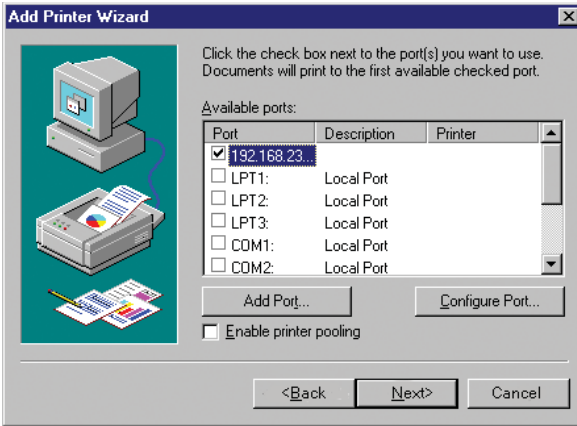 Add Printer Wizard
Click the check box next to the port(s) you want to use.
Documents will print to the first available checked port.
Available ports:
Port Description Printer
192.168.23...
LPT1: Local Port
LPT2: Local Port
LPT3: Local Port
COM1: Local Port
COM2: Local Port
Add Port... Configure Port...
Enable printer pooling
<Back Next> Cancel